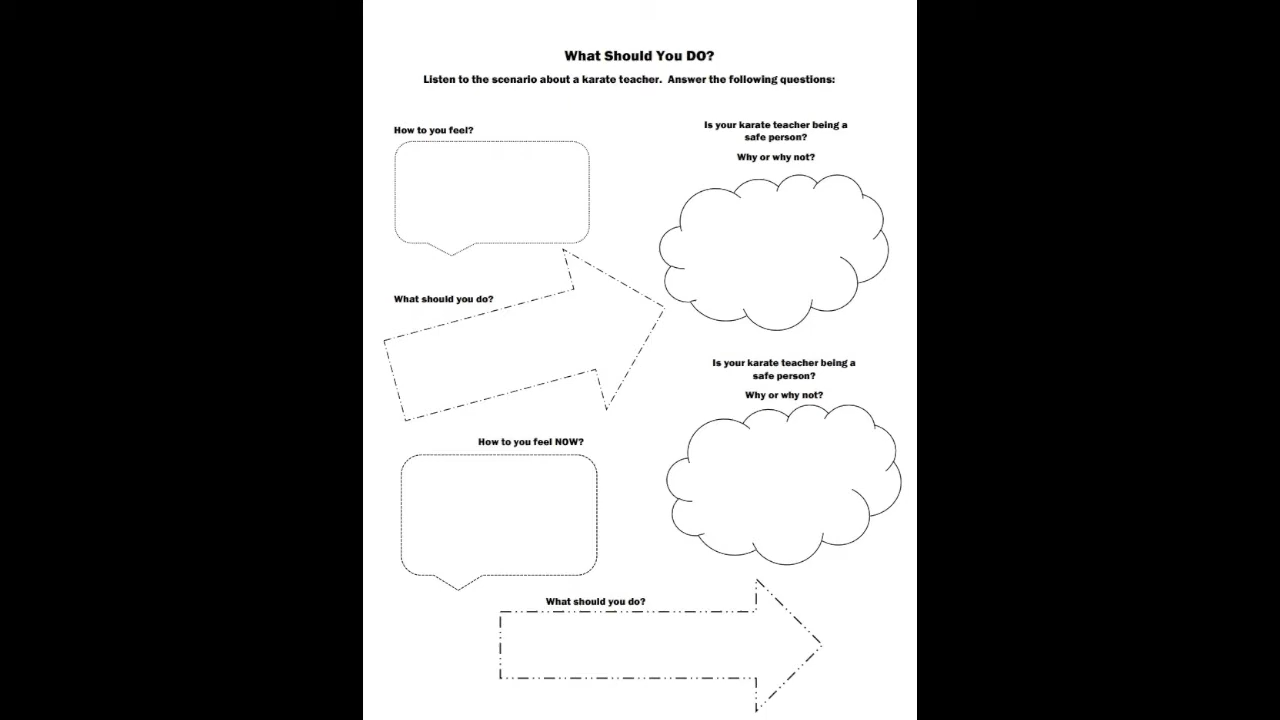 What Should You DO?
Listen to the scenario about a karate teacher.  Answer the following questions:
How to you feel?
Is your karate teacher being a
safe person?
Why or why not?
What should you do?
Is your karate teacher being a
safe person?
Why or why not?
How to you feel NOW?
What should you do?